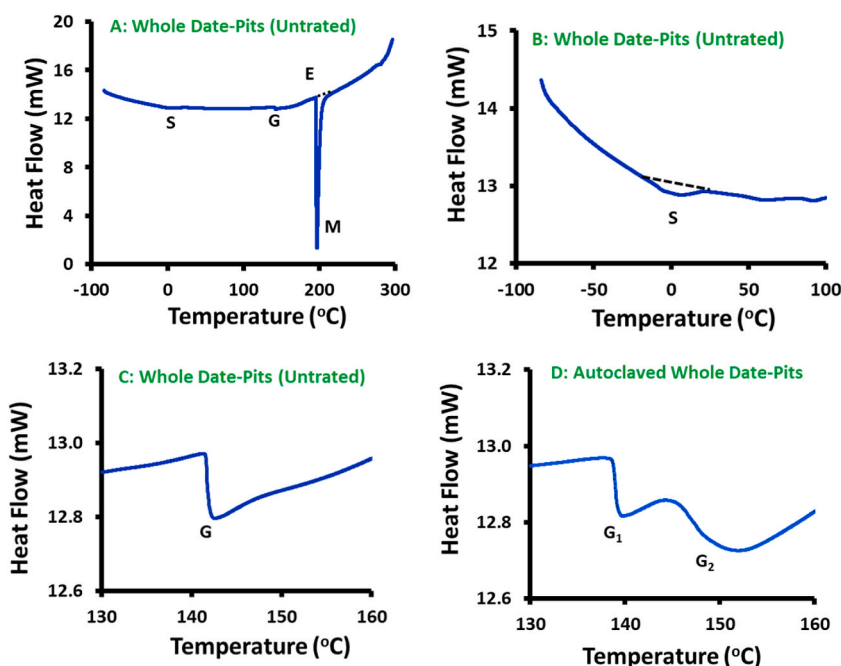 A: Whole Date-Pits (Untrated)
20
16
12
8
4
0
Heat Flow (mW)
E
S
G
M
-100
0
100
200
300
Temperature (oC)
B: Whole Date-Pits (Untrated)
15
14
13
12
Heat Flow (mW)
S
-100
-50
0
50
100
Temperature (oC)
C: Whole Date-Pits (Untrated)
13.2
13.0
12.8
12.6
Heat Flow (mW)
G
130
140
150
160
Temperature (oC)
D: Autoclaved Whole Date-Pits
13.2
13.0
12.8
12.6
Heat Flow (mW)
G1
G2
130
140
150
160
Temperature (oC)